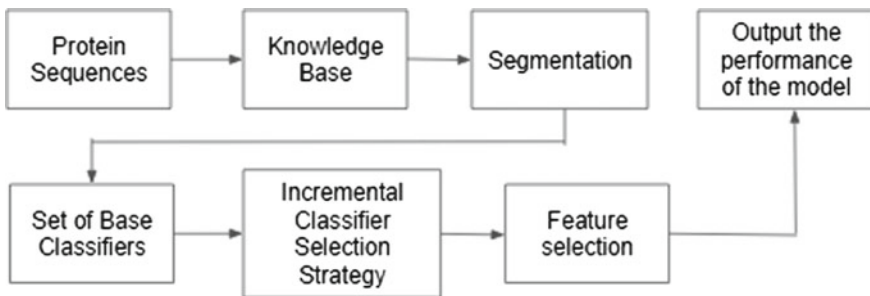 Protein
Sequences
Knowledge
Base
Segmentation
Output the
performance
of the model
Set of Base
Classifiers
Incremental
Classifier
Selection
Strategy
Feature
selection